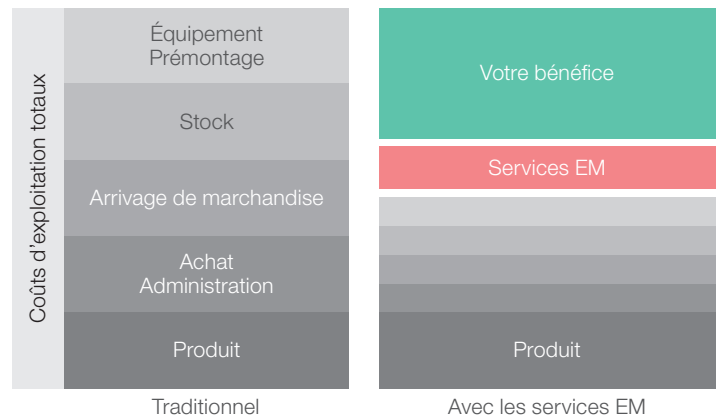 Coûts d'exploitation totaux
Équipement
Prémontage
Stock
Arrivage de marchandise
Achat
Administration
Produit
Traditionnel
Votre bénéfice
Services EM
Produit
Avec les services EM